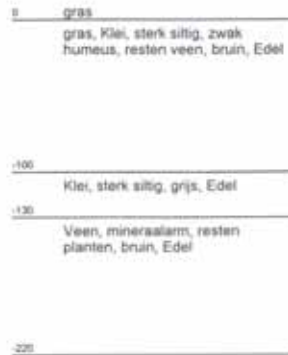 0 gras
gras, Klei, sterk siltig, zwak
humeus, resten veen, bruin, Edel
-100
Klei, sterk siltig, grijs, Edel
-130
Veen, mineraalarm, resten
planten, bruin, Edel
-220